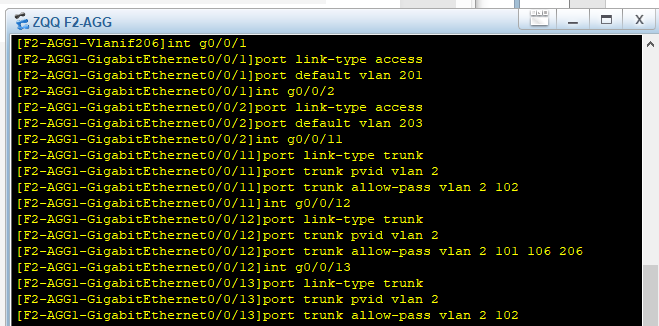 ZQQ F2-AGG
[F2-AGG1-Vlanif206]int g0/0/1
[F2-AGG1-GigabitEthernet0/0/1]port link-type access
[F2-AGG1-GigabitEthernet0/0/1]port default vlan 201
[F2-AGG1-GigabitEthernet0/0/1]int g0/0/2
[F2-AGG1-GigabitEthernet0/0/2]port link-type access
[F2-AGG1-GigabitEthernet0/0/2]port default vlan 203
[F2-AGG1-GigabitEthernet0/0/2]int g0/0/11
[F2-AGG1-GigabitEthernet0/0/11]port link-type trunk
[F2-AGG1-GigabitEthernet0/0/11]port trunk pvid vlan 2
[F2-AGG1-GigabitEthernet0/0/11]port trunk allow-pass vlan 2 102
[F2-AGG1-GigabitEthernet0/0/11]int g0/0/12
[F2-AGG1-GigabitEthernet0/0/12]port link-type trunk
[F2-AGG1-GigabitEthernet0/0/12]port trunk pvid vlan 2
[F2-AGG1-GigabitEthernet0/0/12]port trunk allow-pass vlan 2 101 106 206
[F2-AGG1-GigabitEthernet0/0/12]int g0/0/13
[F2-AGG1-GigabitEthernet0/0/13]port link-type trunk
[F2-AGG1-GigabitEthernet0/0/13]port trunk pvid vlan 2
[F2-AGG1-GigabitEthernet0/0/13]port trunk allow-pass vlan 2 102